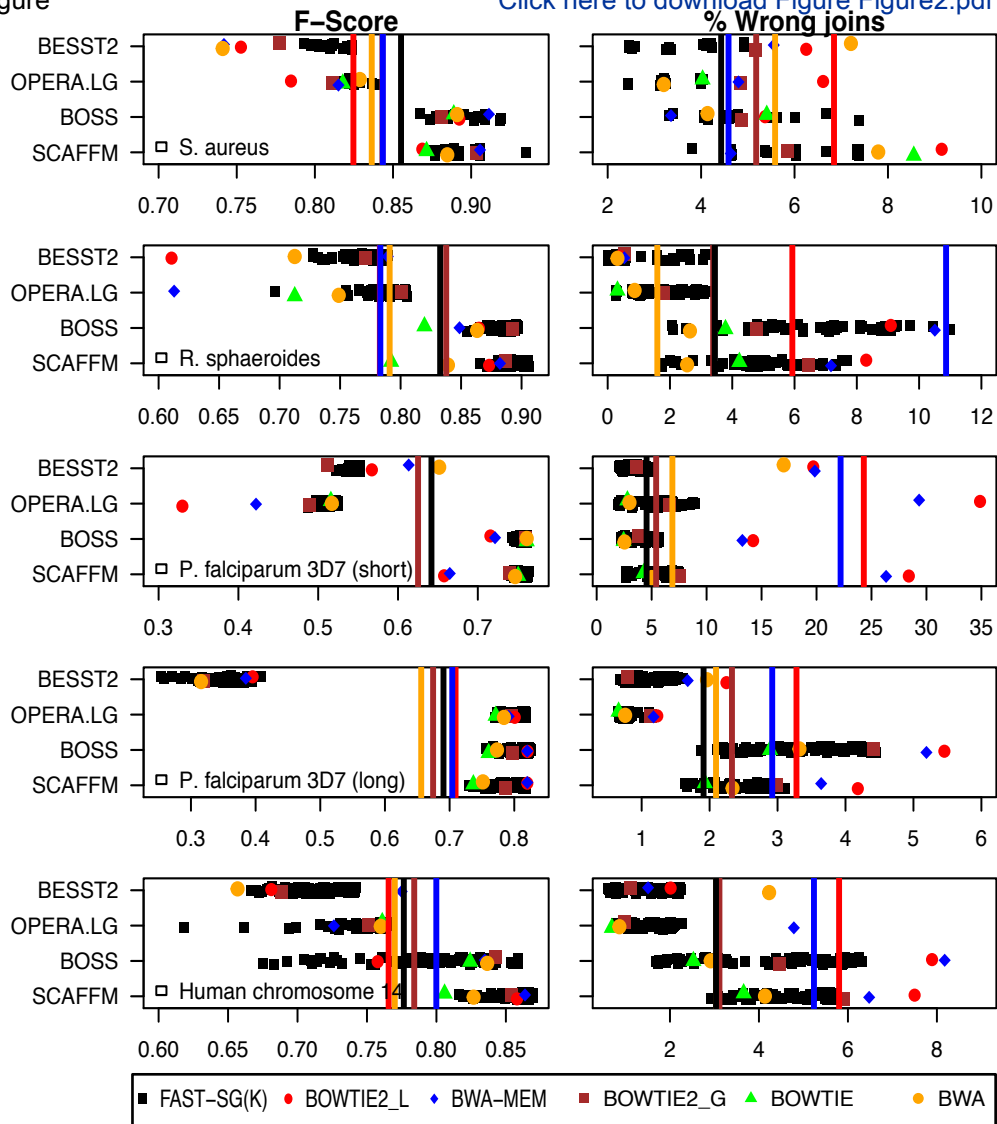 gure
Click here to download Figure Figure2.pdf
F−Score
% Wrong joins
BESST2
OPERA.LG
BOSS
SCAFFM
S. aureus
0.70 0.75 0.80 0.85 0.90
2 4 6 8 10
BESST2
OPERA.LG
BOSS
SCAFFM
R. sphaeroides
0.60 0.65 0.70 0.75 0.80 0.85 0.90
0 2 4 6 8 10 12
BESST2
OPERA.LG
BOSS
SCAFFM
P. falciparum 3D7 (short)
0.3 0.4 0.5 0.6 0.7
0 5 10 15 20 25 30 35
BESST2
OPERA.LG
BOSS
SCAFFM
P. falciparum 3D7 (long)
0.3 0.4 0.5 0.6 0.7 0.8
1 2 3 4 5 6
BESST2
OPERA.LG
BOSS
SCAFFM
Human chromosome 14
0.60 0.65 0.70 0.75 0.80 0.85
2 4 6 8
FAST−SG(K) BOWTIE2_L BWA−MEM BOWTIE2_G BOWTIE BWA